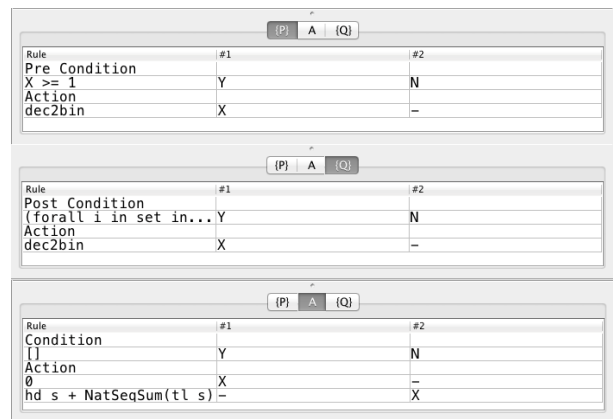 {P} A {Q}
Rule #1 #2
Pre Condition
X >= 1 Y N
Action
dec2bin X –
{P} A {Q}
Rule #1 #2
Post Condition
(forall i in set in... Y N
Action
dec2bin X –
{P} A {Q}
Rule #1 #2
Condition
[] Y N
Action
0 X –
hd s + NatSeqSum(tl s) – X